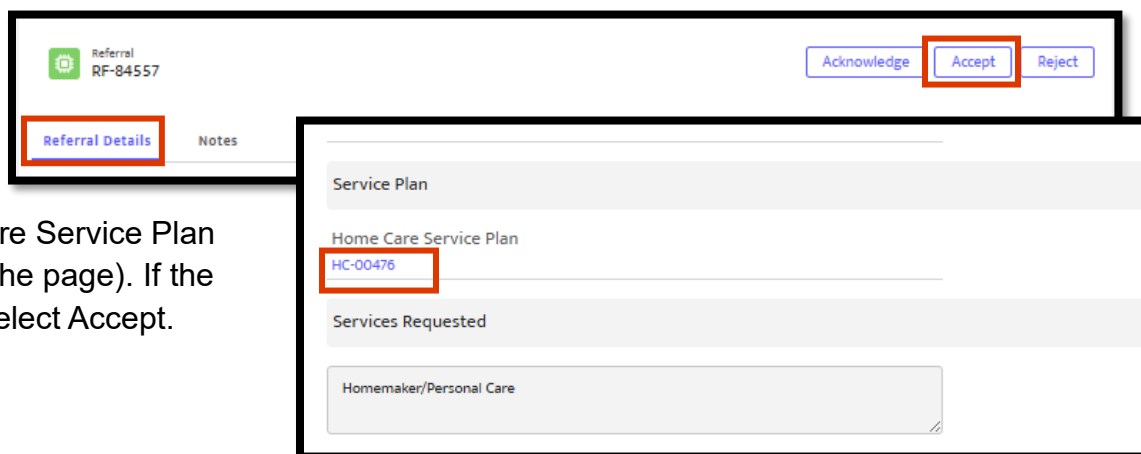 Referral
RF-84557
Acknowledge Accept Reject
Referral Details Notes
Service Plan
Home Care Service Plan
HC-00476
Services Requested
Homemaker/Personal Care
Service Plan
he page). If the
elect Accept.